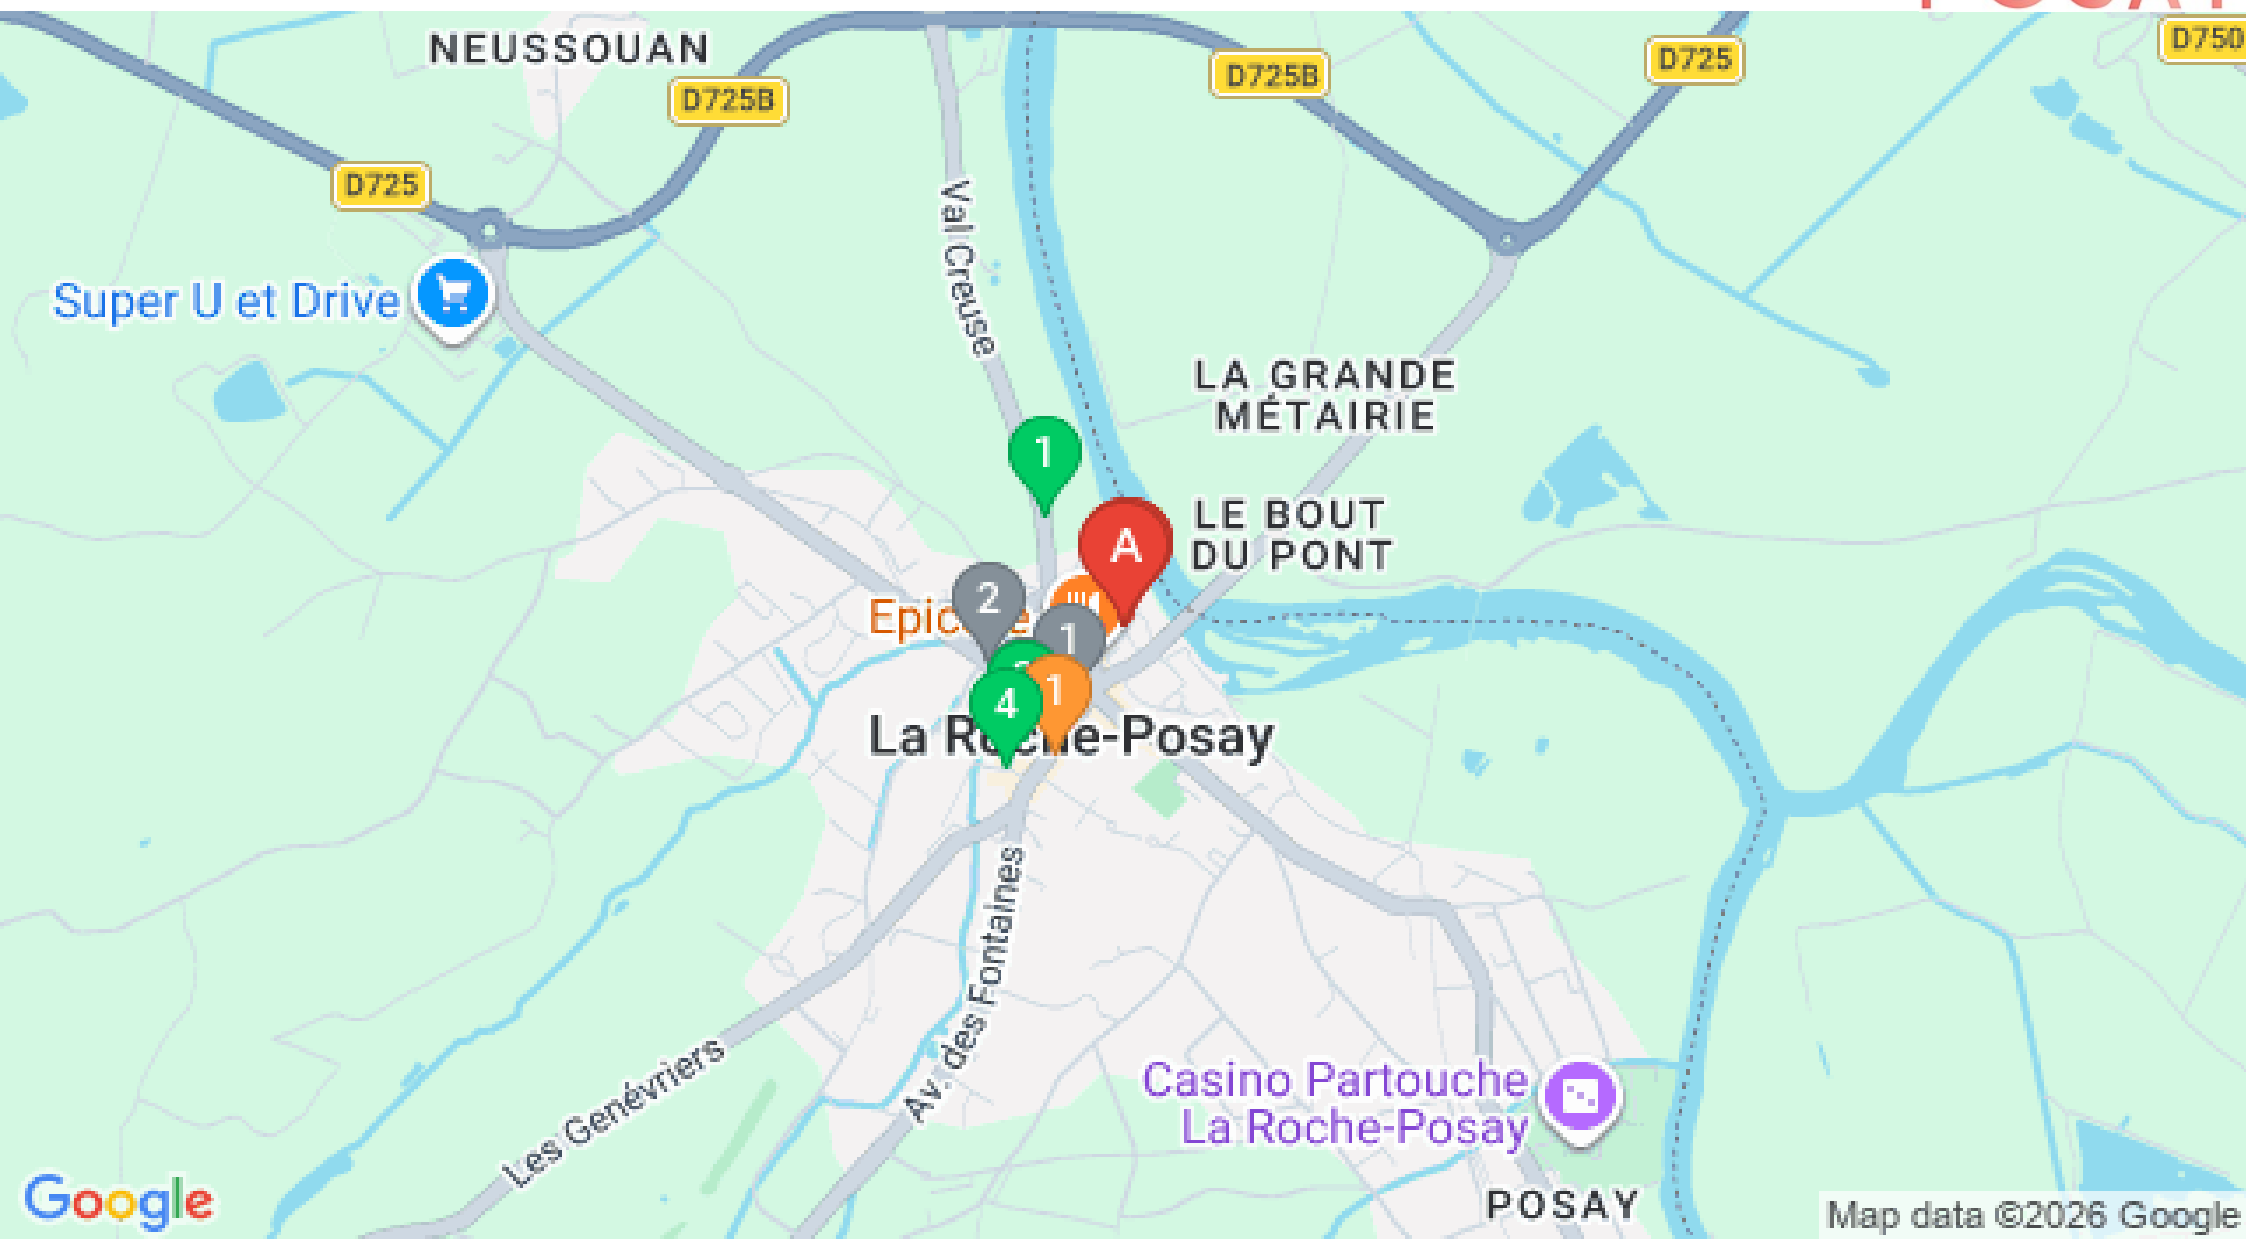 NEUSSOUAN
D725B
D725B
D725
D750
D725
Super U et Drive
Val Creuse
LA GRANDE
MÉTAIRIE
1
LE BOUT
DU PONT
A
2
1
4
1
La Roche-Posay
Av. des Fontaines
Les Genévriers
Casino Partouche
La Roche-Posay
POSAY
Google
Map data ©2026 Google